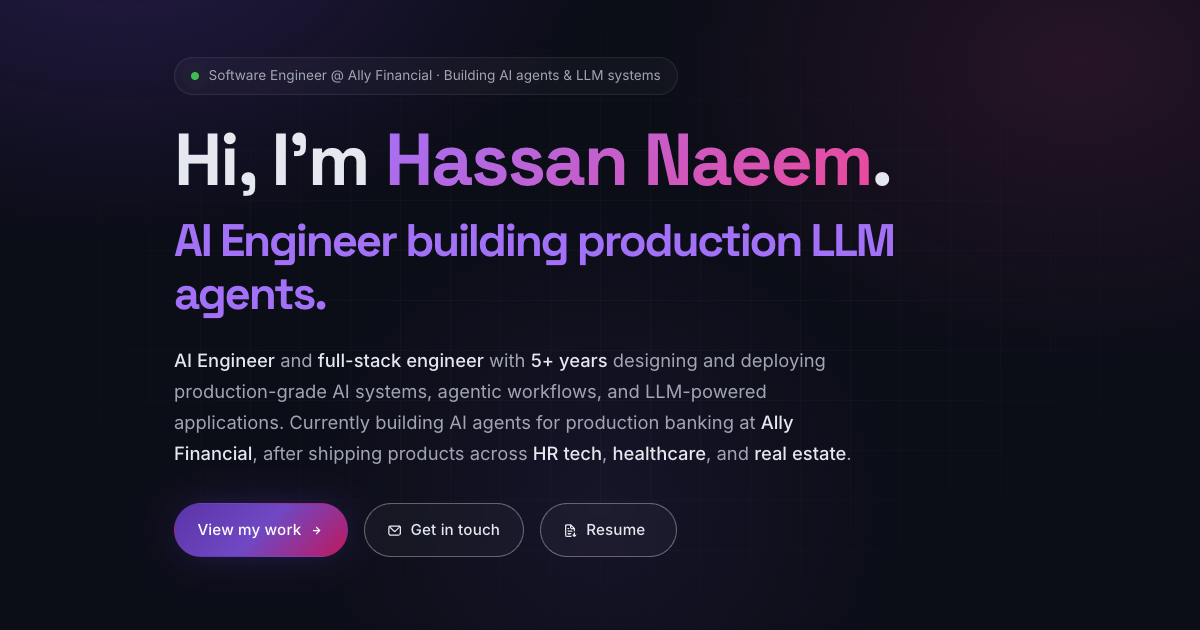 Software Engineer @ Ally Financial · Building AI agents & LLM systems
Hi, I’m Hassan Naeem.
AI Engineer building production LLM
agents.
AI Engineer and full-stack engineer with 5+ years designing and deploying
production-grade AI systems, agentic workflows, and LLM-powered
applications. Currently building AI agents for production banking at Ally
Financial, after shipping products across HR tech, healthcare, and real estate.
View my work →
Get in touch
Resume